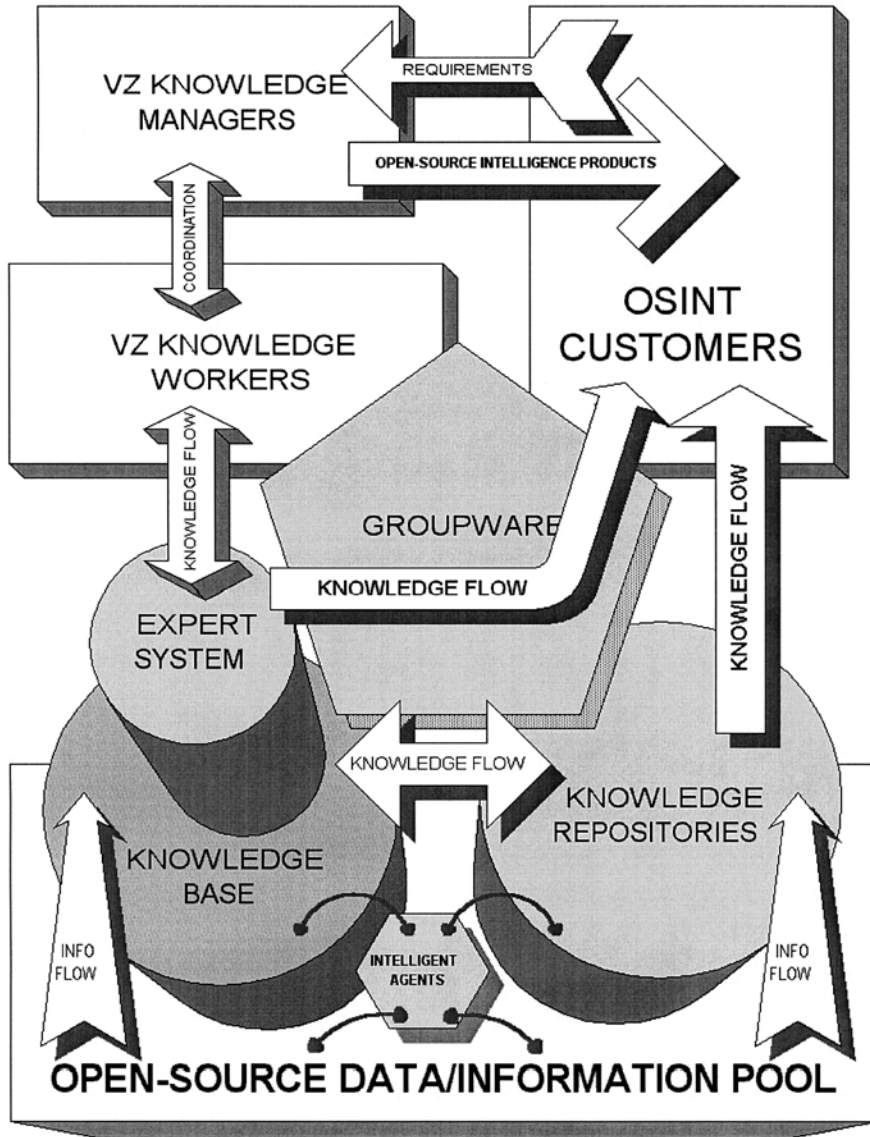 VZ KNOWLEDGE
MANAGERS
REQUIREMENTS
OPEN-SOURCE INTELLIGENCE PRODUCTS
COORDINATION
OSINT
CUSTOMERS
VZ KNOWLEDGE
WORKERS
KNOWLEDGE FLOW
GROUPWARE
KNOWLEDGE FLOW
KNOWLEDGE FLOW
EXPERT
SYSTEM
KNOWLEDGE FLOW
KNOWLEDGE
REPOSITORIES
KNOWLEDGE
BASE
INFO
FLOW
INTELLIGENT
AGENTS
INFO
FLOW
OPEN-SOURCE DATA/INFORMATION POOL